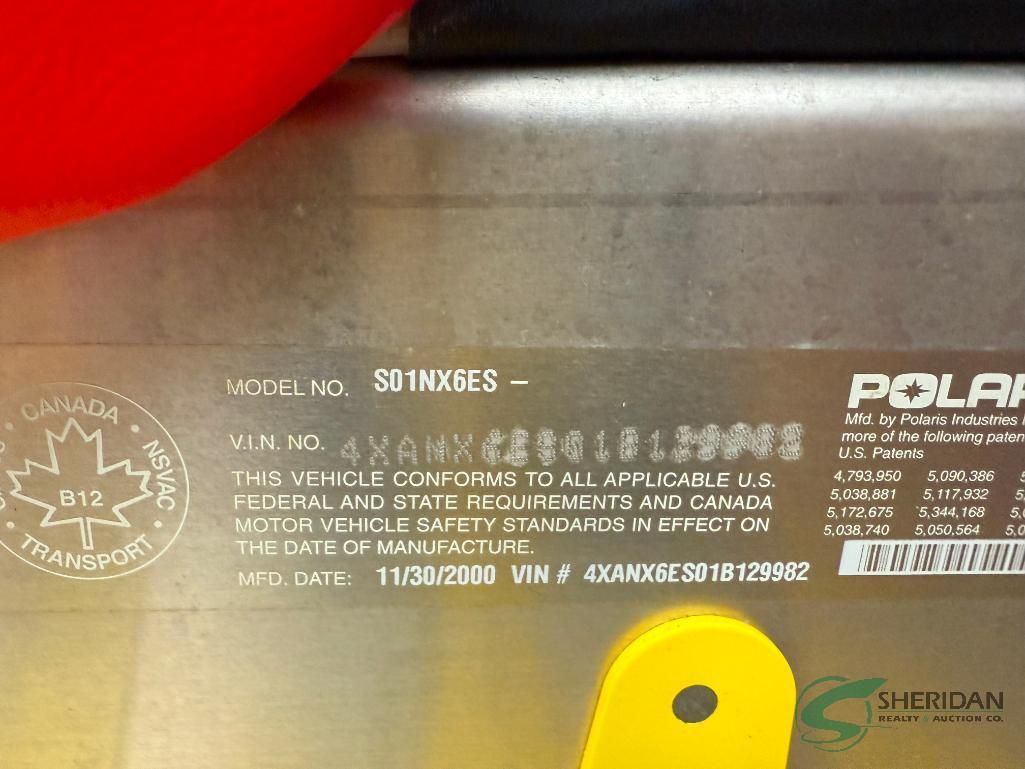 MODEL NO. S01NX6ES –
V.I.N. NO. 4XANX6ES01B129982
THIS VEHICLE CONFORMS TO ALL APPLICABLE U.S.
FEDERAL AND STATE REQUIREMENTS AND CANADA
MOTOR VEHICLE SAFETY STANDARDS IN EFFECT ON
THE DATE OF MANUFACTURE.
MFD. DATE: 11/30/2000 VIN # 4XANX6ES01B129982
CANADA
NSVAC
B12
TRANSPORT
POLAR
Mfd. by Polaris Industries
more of the following paten
U.S. Patents
4,793,950 5,090,386
5,038,881 5,117,932
5,172,675 5,344,168
5,038,740 5,050,564
SHERIDAN
REALTY & AUCTION CO.